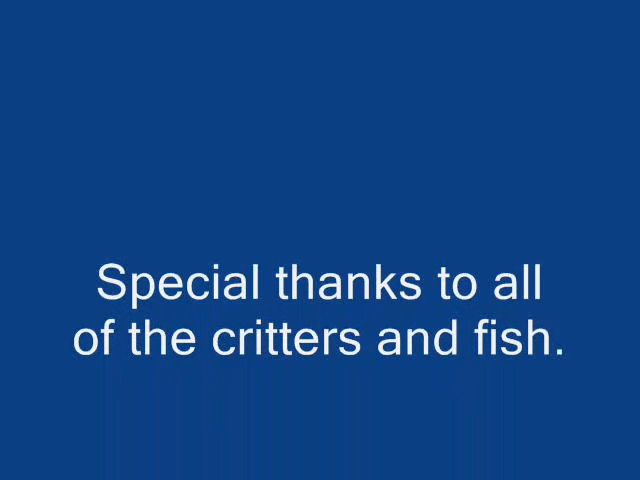 Special thanks to all
of the critters and fish.